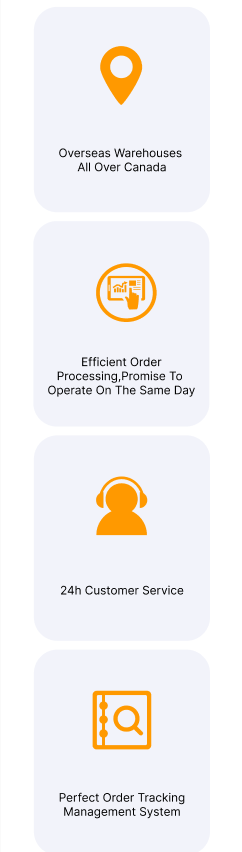 Overseas Warehouses
All Over Canada
Efficient Order
Processing,Promise To
Operate On The Same Day
24h Customer Service
Perfect Order Tracking
Management System